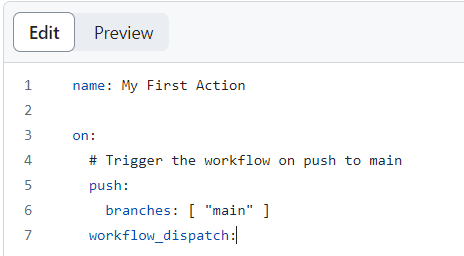 Edit Preview
1 name: My First Action
2
3 on:
4 # Trigger the workflow on push to main
5 push:
6 branches: [ "main" ]
7 workflow_dispatch: